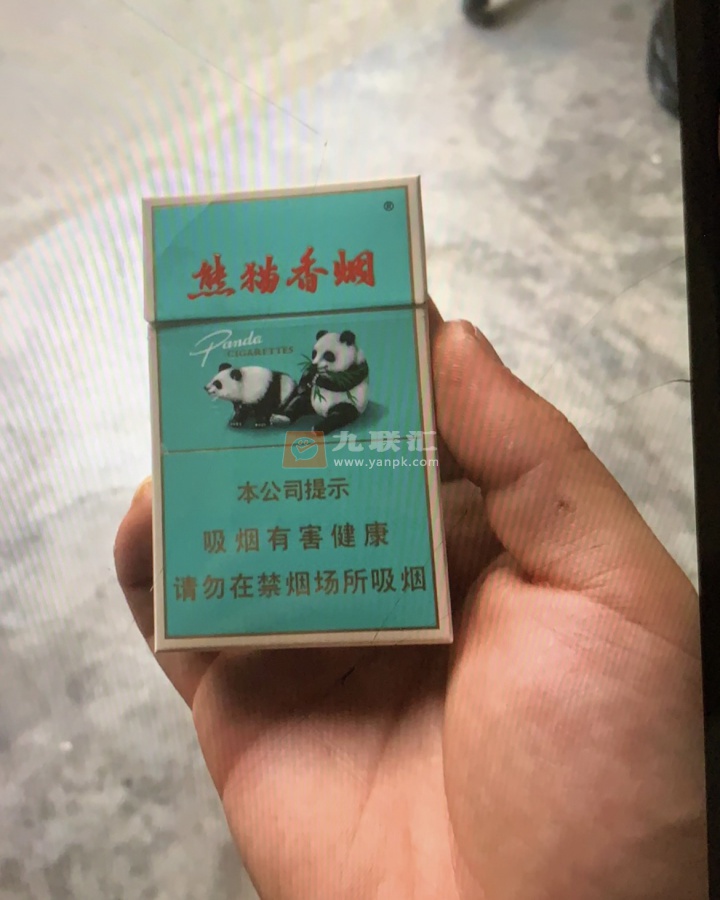 ®
熊猫香烟
Panda
CIGARETTES
九联汇
www.yanpk.com
本公司提示
吸烟有害健康
请勿在禁烟场所吸烟